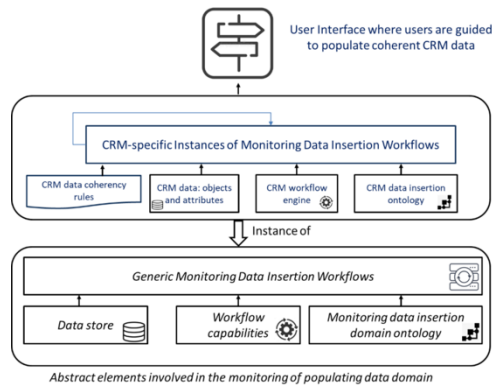 User Interface where users are guided
to populate coherent CRM data
CRM-specific Instances of Monitoring Data Insertion Workflows
CRM data coherency
rules
CRM data: objects
and attributes
CRM workflow
engine
CRM data insertion
ontology
Instance of
Generic Monitoring Data Insertion Workflows
Data store
Workflow
capabilities
Monitoring data insertion
domain ontology
Abstract elements involved in the monitoring of populating data domain